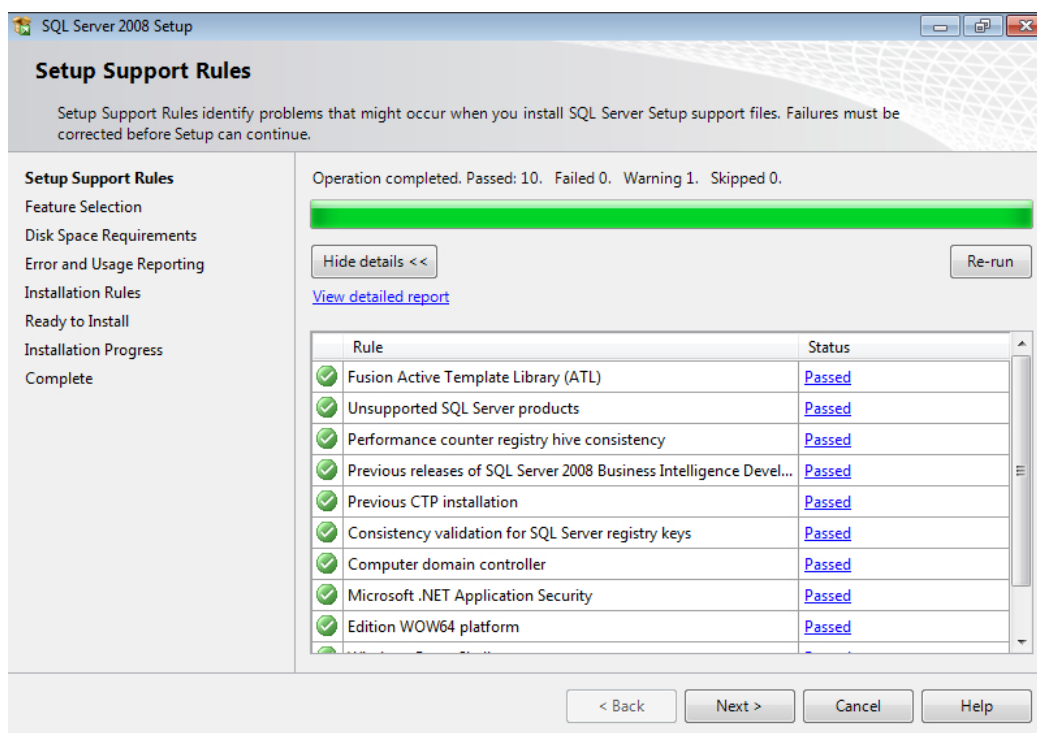 SQL Server 2008 Setup
Setup Support Rules
Setup Support Rules identify problems that might occur when you install SQL Server Setup support files. Failures must be
corrected before Setup can continue.
Setup Support Rules
Feature Selection
Disk Space Requirements
Error and Usage Reporting
Installation Rules
Ready to Install
Installation Progress
Complete
Operation completed. Passed: 10. Failed 0. Warning 1. Skipped 0.
Hide details <<
Re-run
View detailed report
Rule Status
Fusion Active Template Library (ATL) Passed
Unsupported SQL Server products Passed
Performance counter registry hive consistency Passed
Previous releases of SQL Server 2008 Business Intelligence Devel... Passed
Previous CTP installation Passed
Consistency validation for SQL Server registry keys Passed
Computer domain controller Passed
Microsoft .NET Application Security Passed
Edition WOW64 platform Passed
< Back
Next >
Cancel
Help